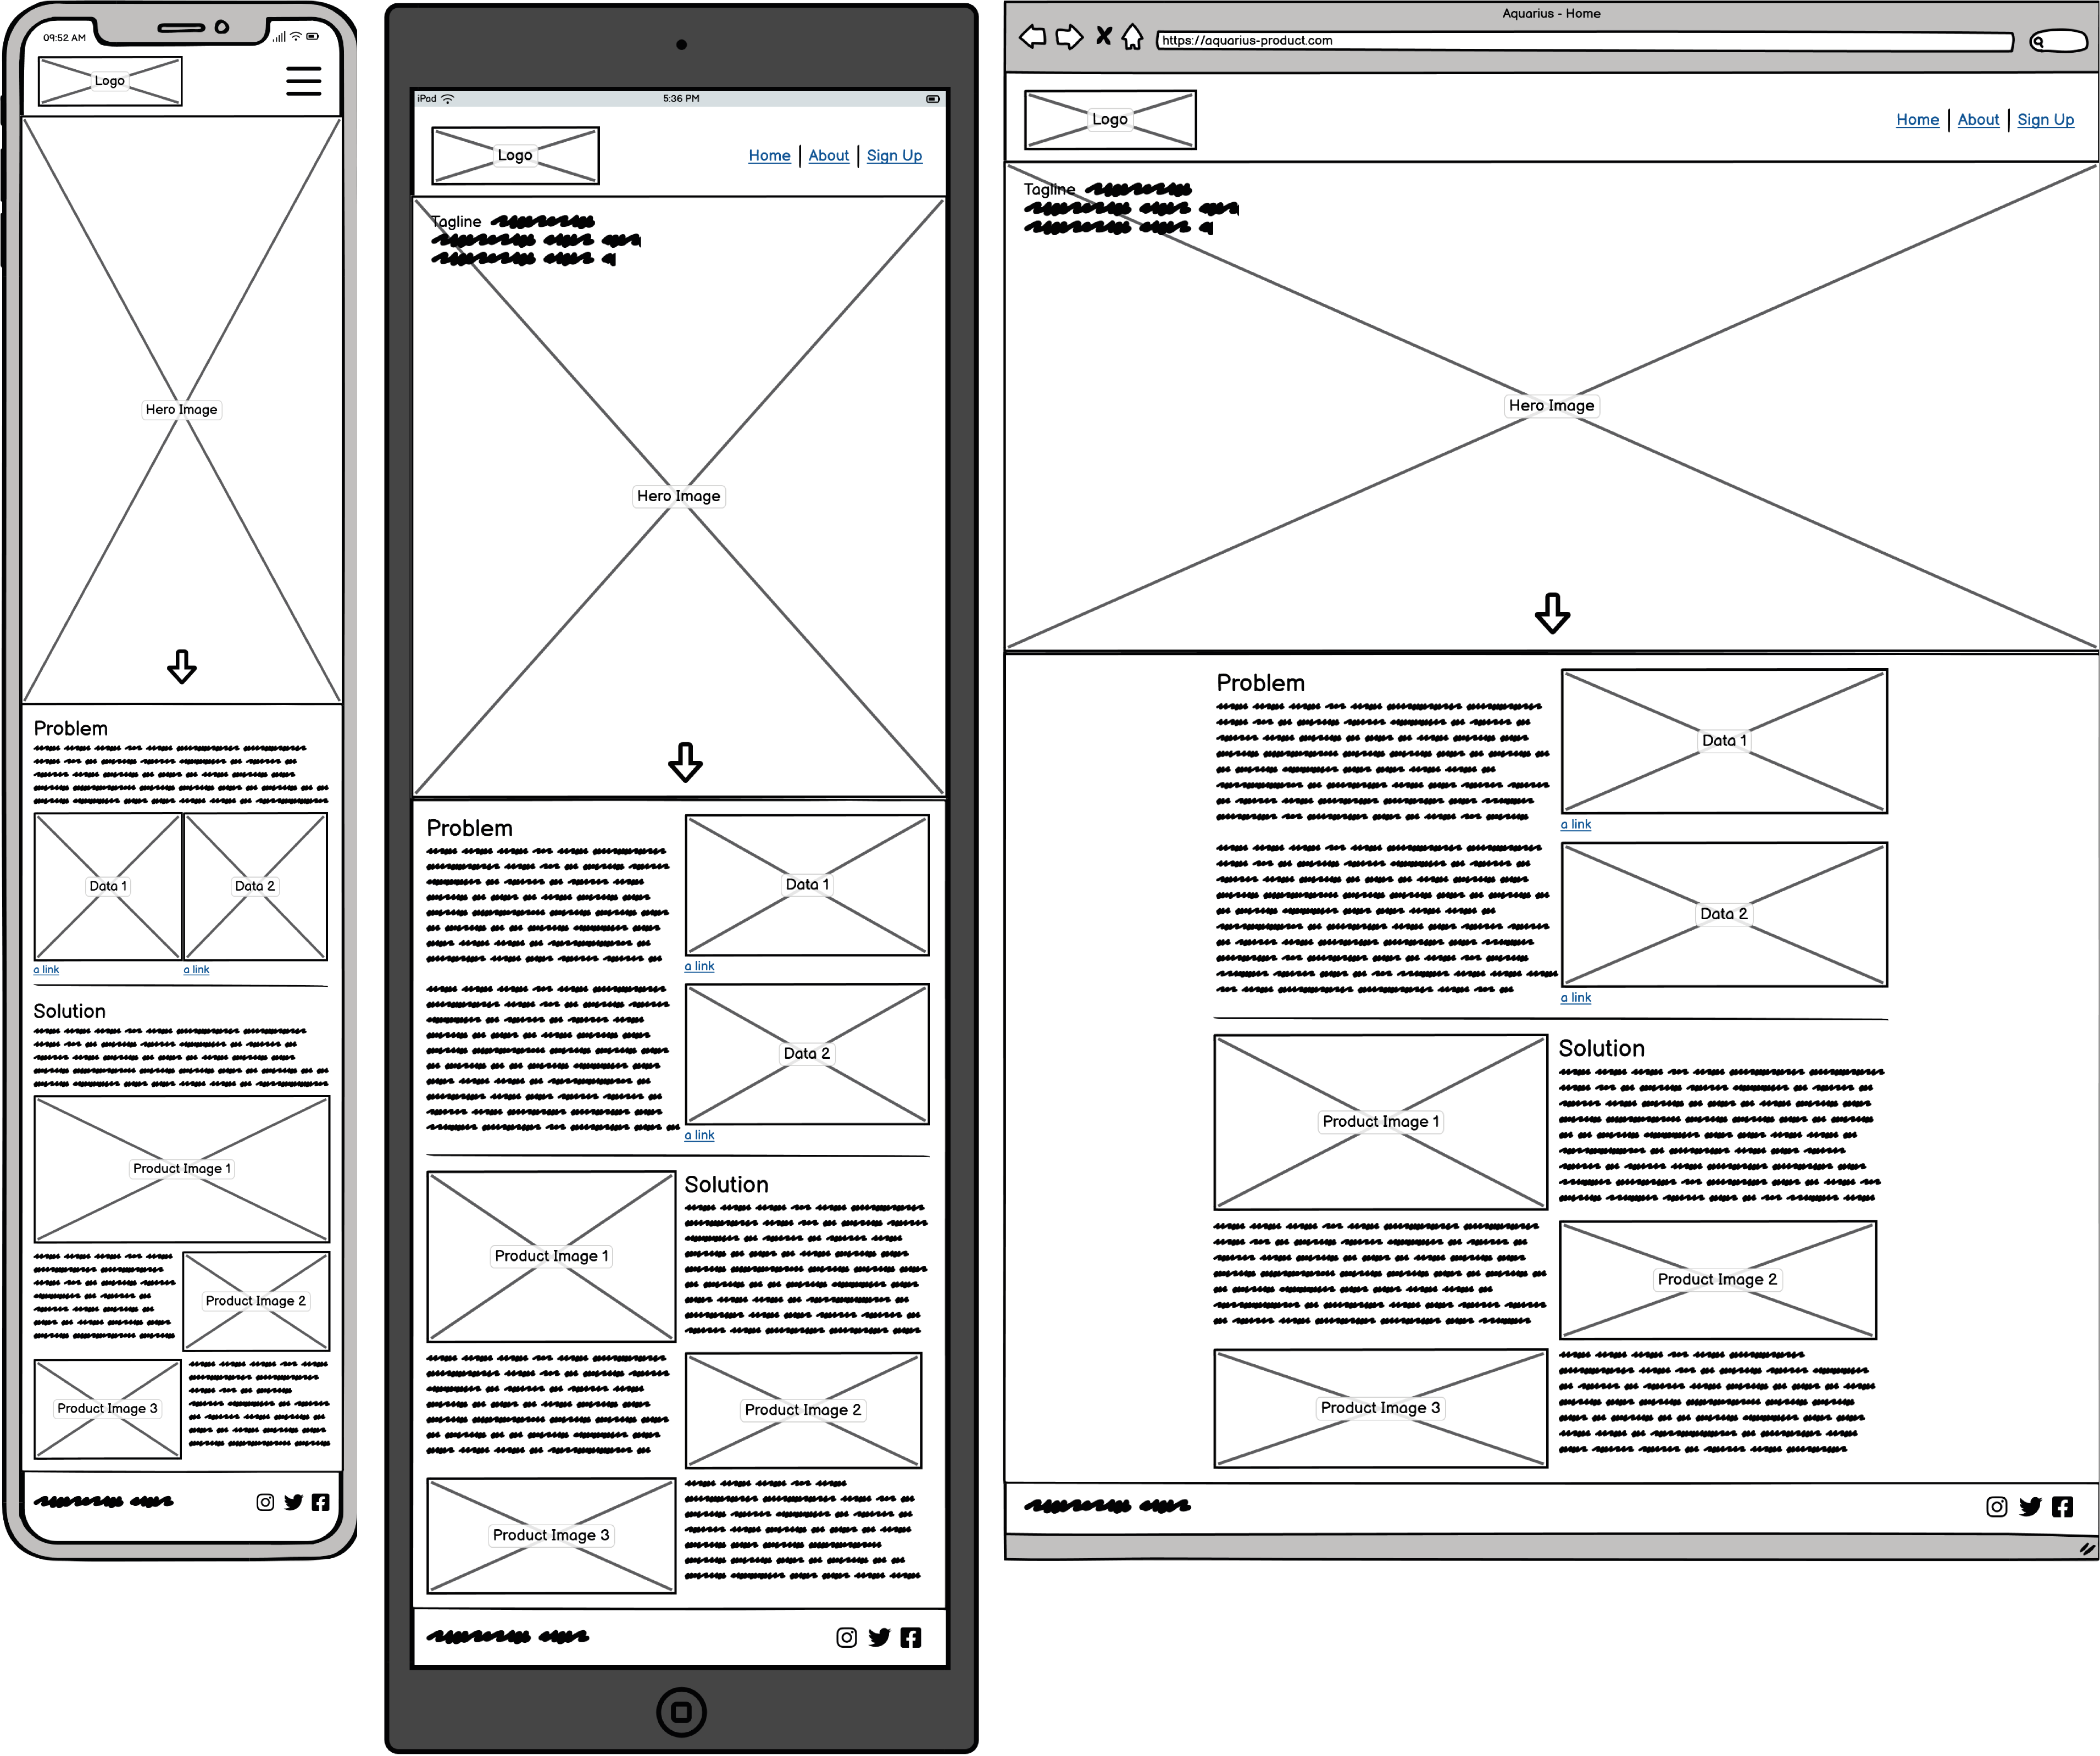 09:52 AM
Logo
Hero Image
Problem
Data 1
Data 2
a link
a link
Solution
Product Image 1
Product Image 2
Product Image 3
iPad
5:36 PM
Logo
Home | About | Sign Up
Tagline
Hero Image
Problem
Data 1
a link
Data 2
a link
Product Image 1
Solution
Product Image 2
Product Image 3
Aquarius - Home
https://aquarius-product.com
Logo
Home | About | Sign Up
Tagline
Hero Image
Problem
Data 1
a link
Data 2
a link
Product Image 1
Solution
Product Image 2
Product Image 3